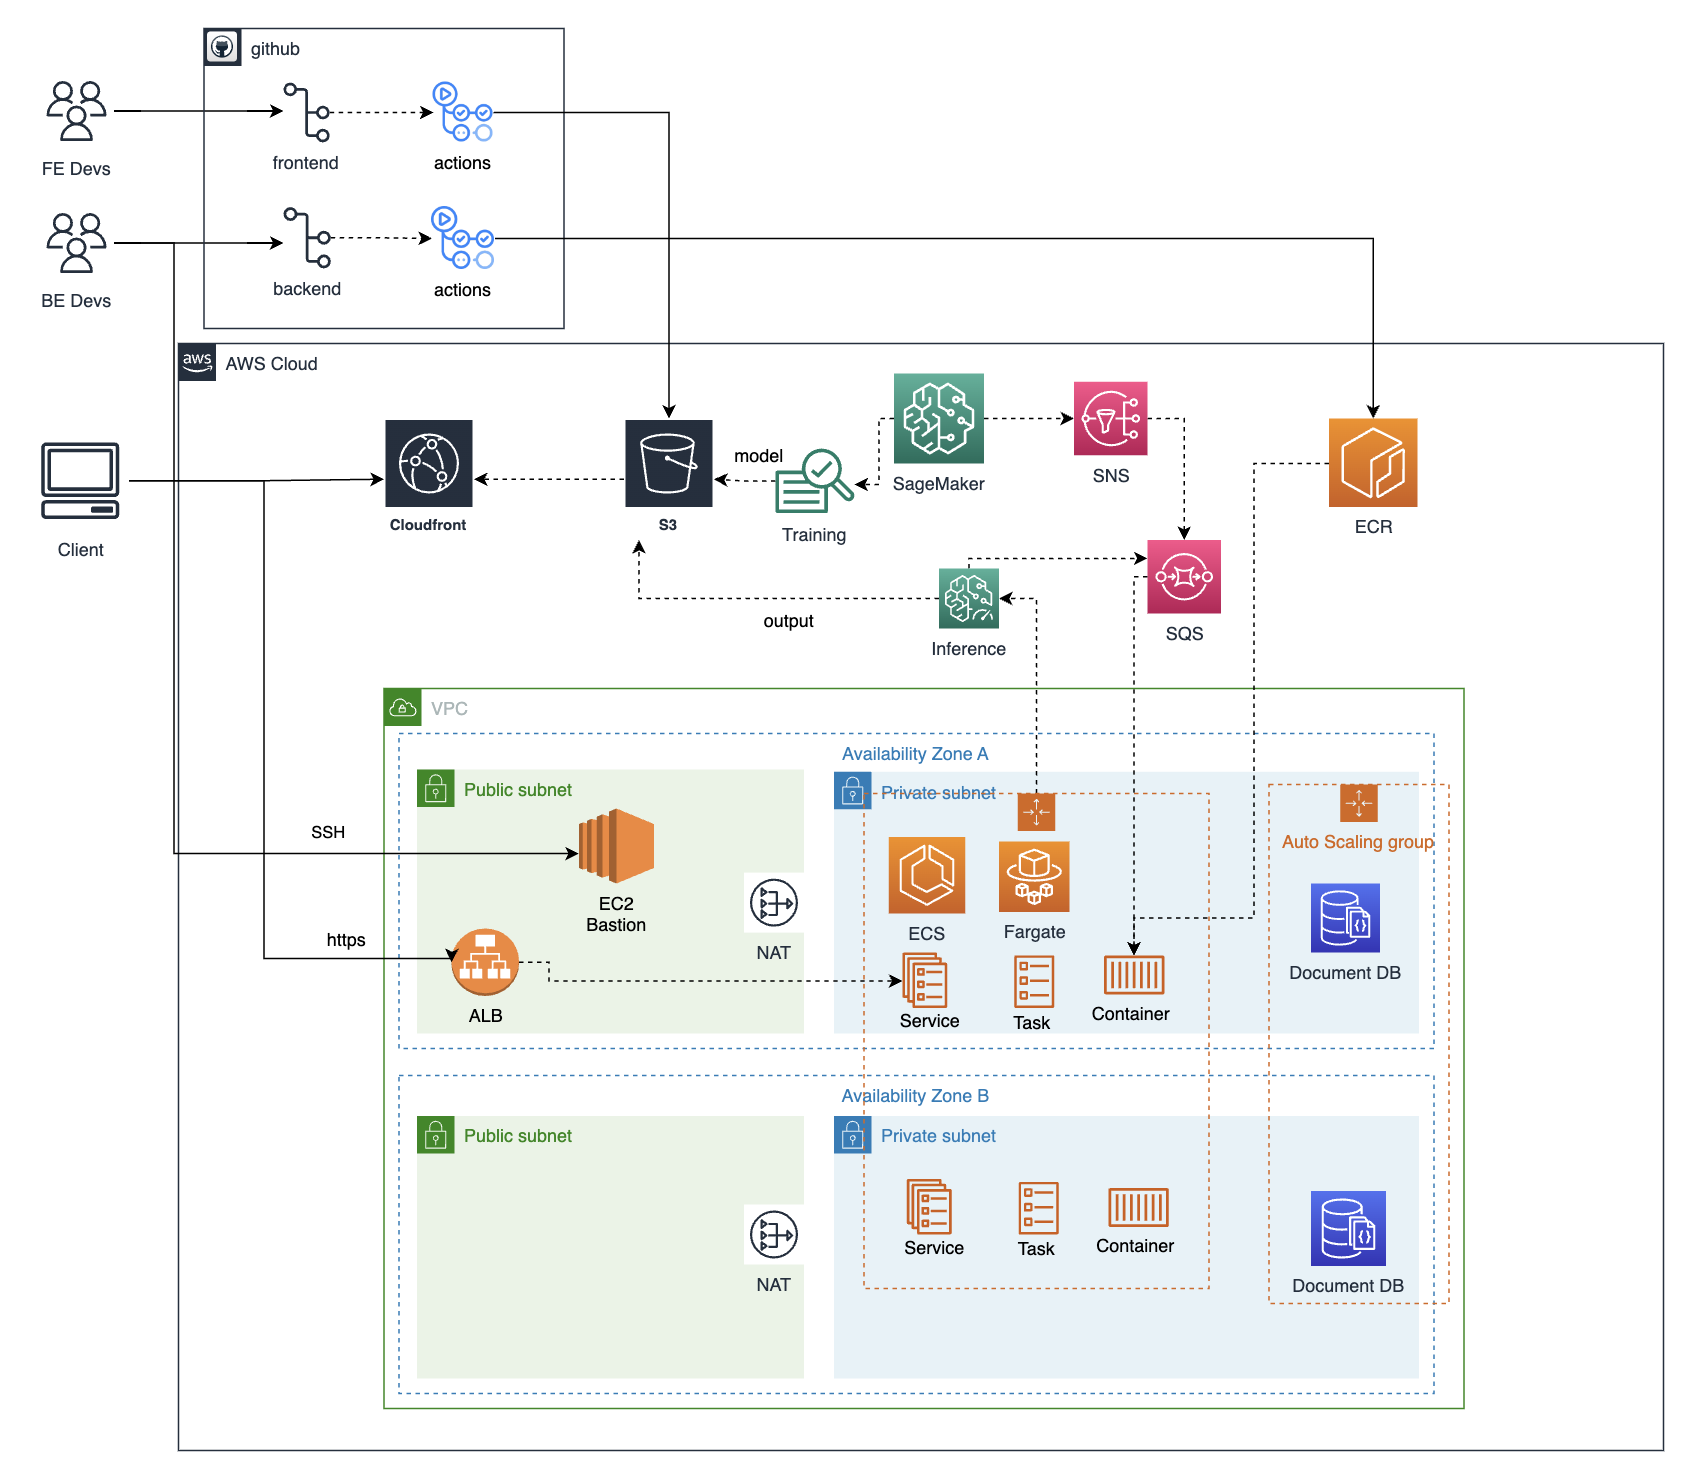 github
FE Devs
frontend
actions
BE Devs
backend
actions
aws
AWS Cloud
Client
Cloudfront
S3
model
Training
SageMaker
SNS
ECR
output
Inference
SQS
VPC
Availability Zone A
Public subnet
Private subnet
Auto Scaling group
SSH
EC2
Bastion
NAT
ECS
Fargate
Document DB
https
ALB
Service
Task
Container
Availability Zone B
Public subnet
Private subnet
NAT
Service
Task
Container
Document DB